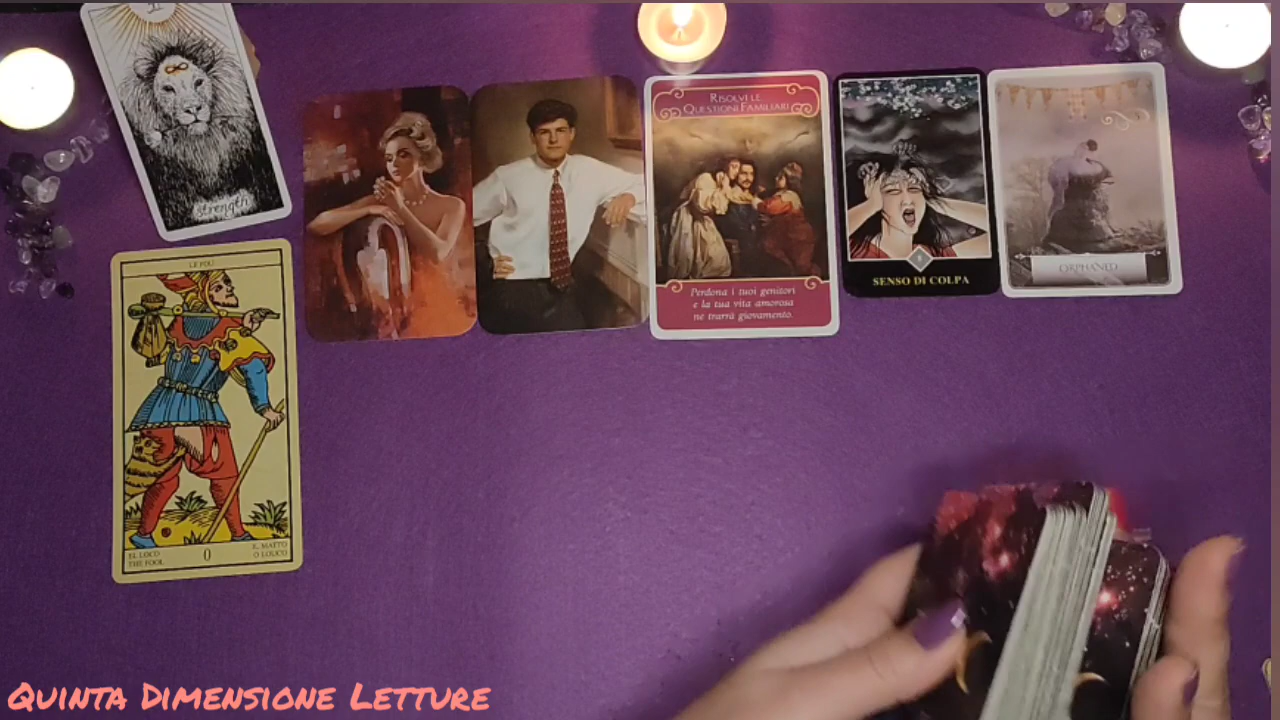 strength
LE FOU
EL LOCO
THE FOOL
0
IL MATTO
O LOUCO
RISOLVI LE
QUESTIONI FAMILIARI
Perdona i tuoi genitori
e la tua vita amorosa
ne trarrà giovamento.
SENSO DI COLPA
ORPHANED
QUINTA DIMENSIONE LETTURE